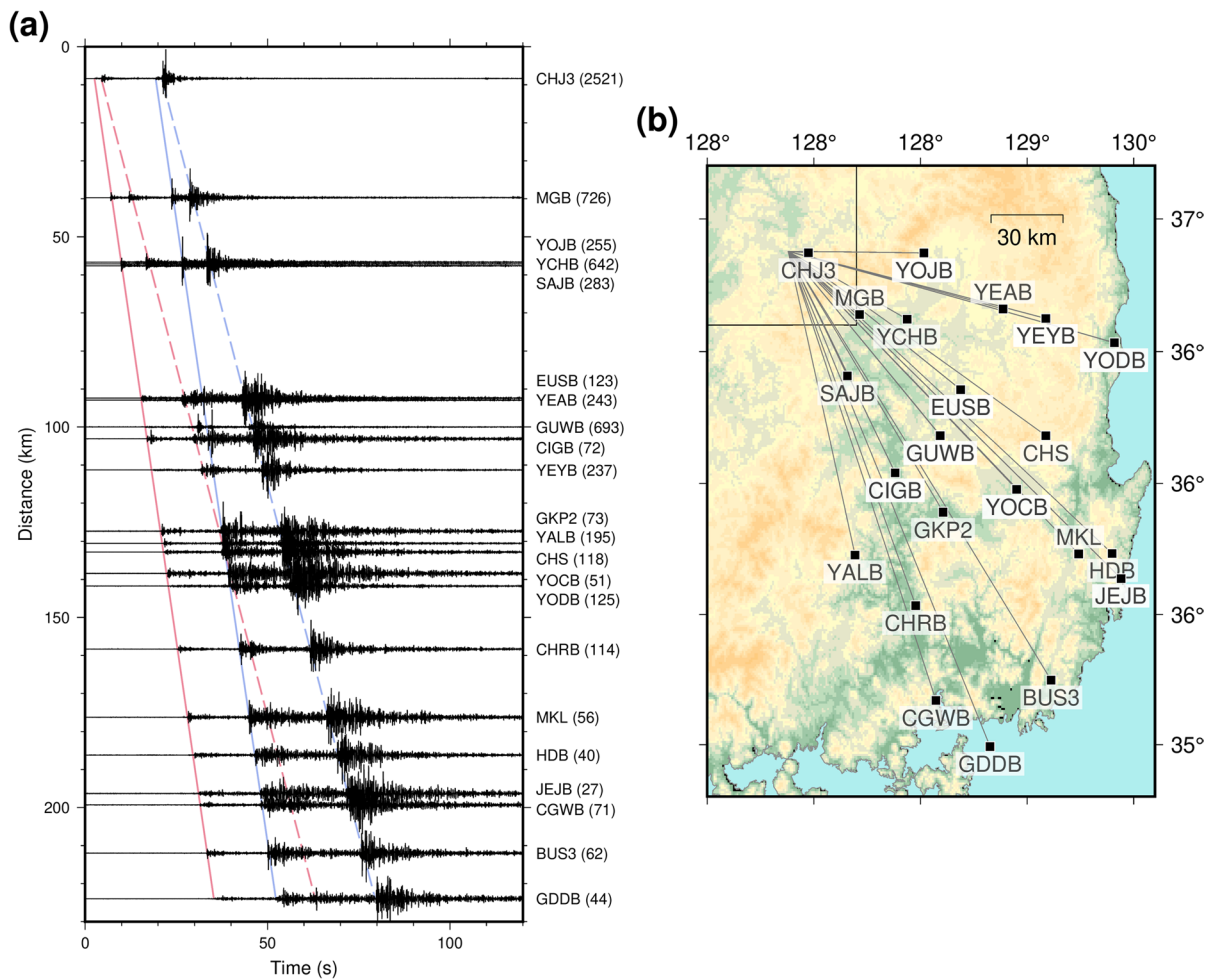 (a)
0
50
100
150
200
Distance (km)
0
50
100
Time (s)
CHJ3 (2521)
MGB (726)
YOJB (255)
YCHB (642)
SAJB (283)
EUSB (123)
YEAB (243)
GUWB (693)
CIGB (72)
YEYB (237)
GKP2 (73)
YALB (195)
CHS (118)
YOCB (51)
YODB (125)
CHRB (114)
MKL (56)
HDB (40)
JEJB (27)
CGWB (71)
BUS3 (62)
GDDB (44)
(b)
128° 128° 128° 129° 130°
37°
36°
36°
36°
35°
30 km
CHJ3
YOJB
MGB
YEAB
YCHB
YEYB
YODB
SAJB
EUSB
GUWB
CHS
CIGB
YOCB
GKP2
MKL
YALB
HDB
JEJB
CHRB
BUS3
CGWB
GDDB